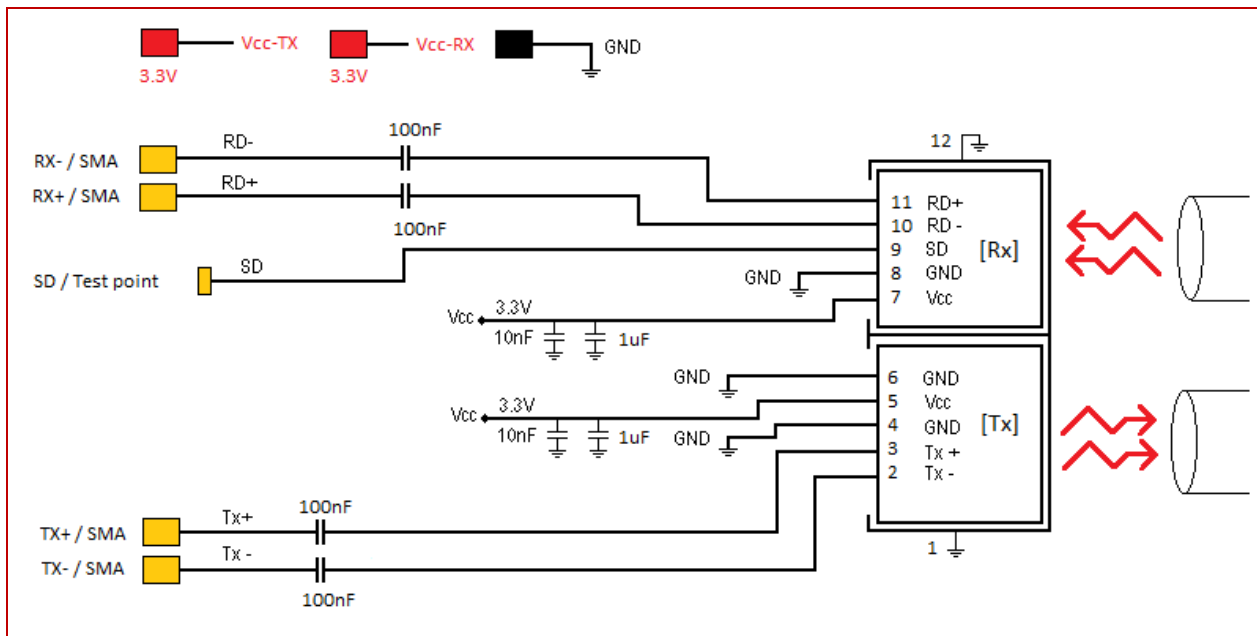 Vcc-TX
Vcc-RX
GND
3.3V
3.3V
100nF
12
RD-
RX- / SMA
RD+
RX+ / SMA
100nF
11 RD+
10 RD -
9 SD
[Rx]
8 GND
7 Vcc
SD
SD / Test point
GND
3.3V
Vcc
10nF
1uF
6 GND
5 Vcc
4 GND
[Tx]
3 Tx +
2 Tx -
GND
3.3V
Vcc
10nF
1uF
GND
100nF
Tx+
TX+ / SMA
Tx -
TX- / SMA
100nF
1